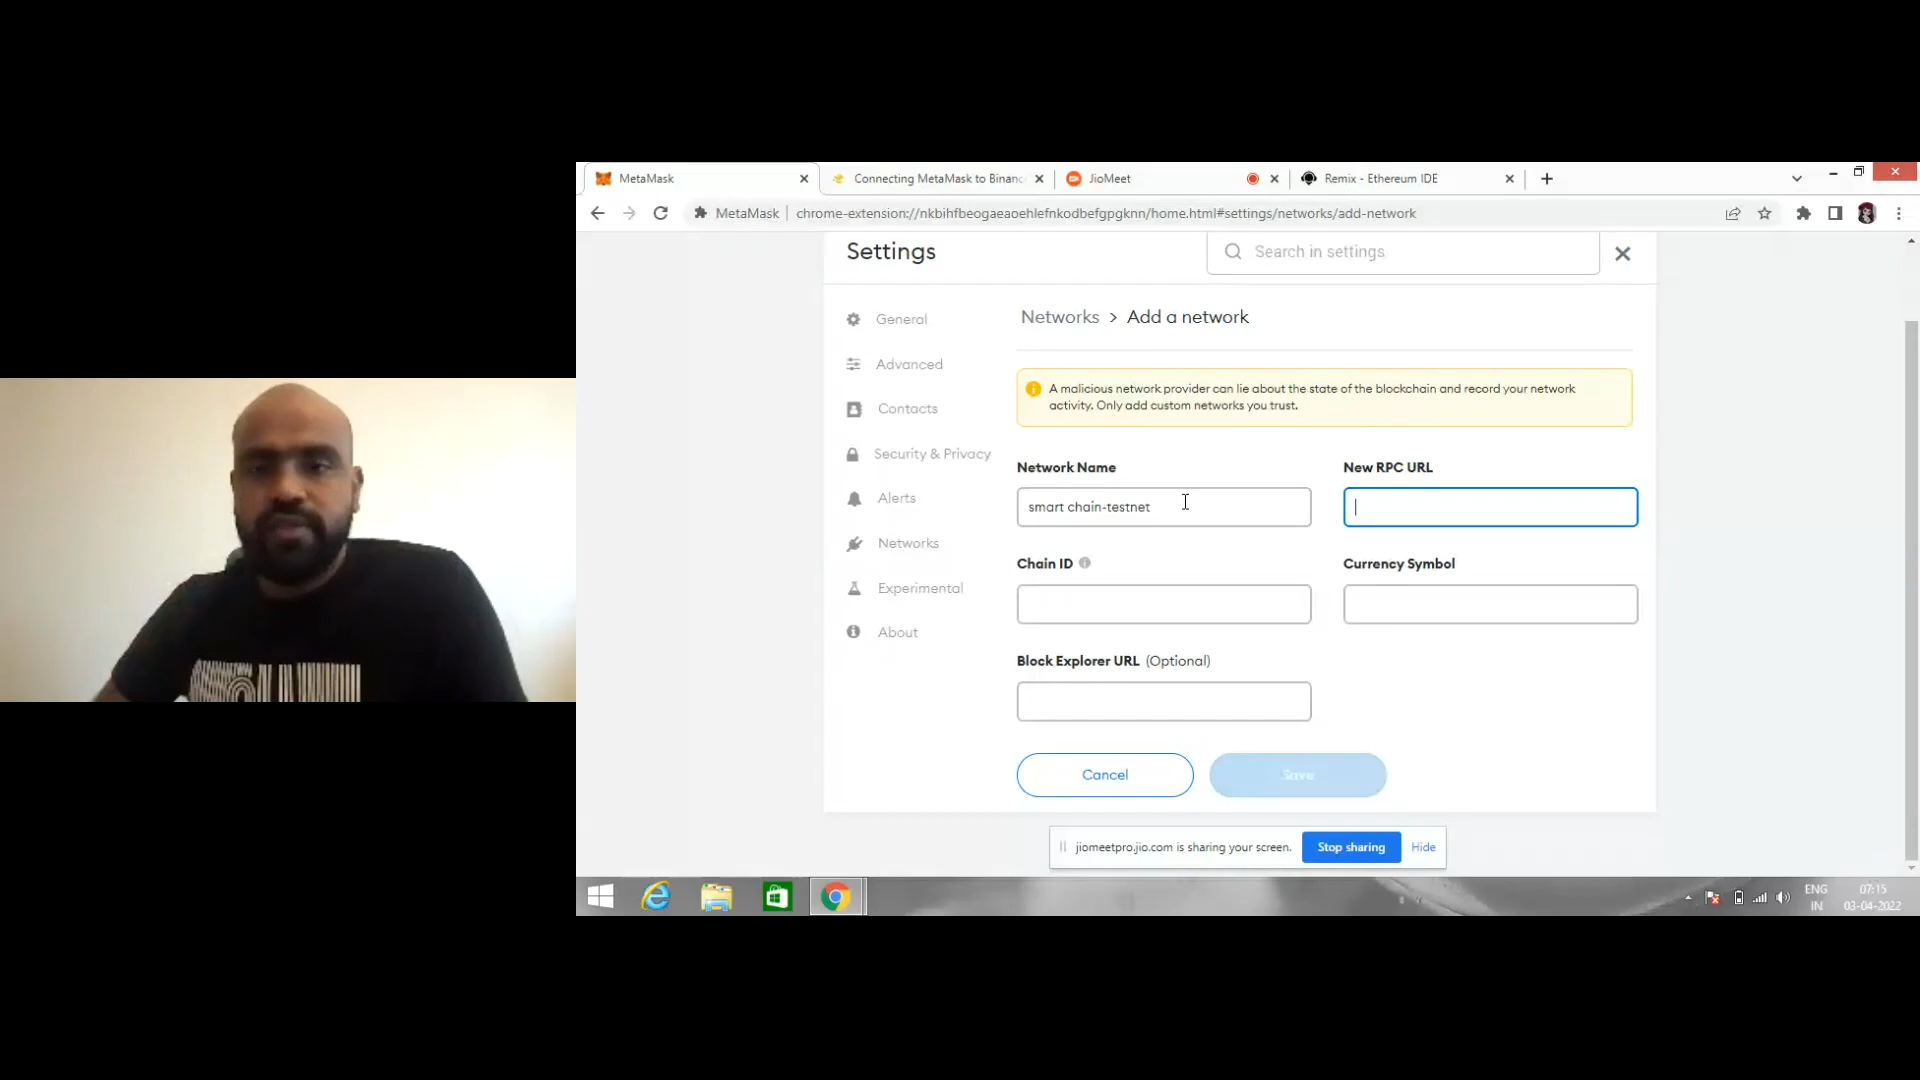 MetaMask
Connecting MetaMask to Binanc
JioMeet
Remix - Ethereum IDE
MetaMask
chrome-extension://nkbihfbeogaeaoehlefnkodbefgpgknn/home.html#settings/networks/add-network
Settings
Search in settings
General
Advanced
Contacts
Security & Privacy
Alerts
Networks
Experimental
About
Networks > Add a network
A malicious network provider can lie about the state of the blockchain and record your network
activity. Only add custom networks you trust.
Network Name
New RPC URL
smart chain-testnet
Chain ID
Currency Symbol
Block Explorer URL (Optional)
Cancel
Save
jiomeetpro.jio.com is sharing your screen.
Stop sharing
Hide
ENG
IN
07:15
03-04-2022